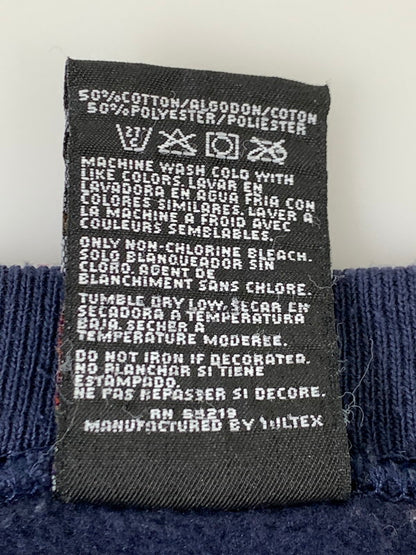 50%COTTON/ALGODON/COTON
50%POLYESTER/POLIESTER
MACHINE WASH COLD WITH
LIKE COLORS. LAVAR EN
LAVADORA EN AGUA FRIA CON
COLORES SIMILARES. LAVER A
LA MACHINE A FROID AVEC
COULEURS SEMBLABLES.
ONLY NON-CHLORINE BLEACH.
SOLO BLANQUEADOR SIN
CLORO. AGENT DE
BLANCHIMENT SANS CHLORE.
TUMBLE DRY LOW. SECAR EN
SECADORA A TEMPERATURA
BAJA. SECHER A
TEMPERATURE MODEREE.
DO NOT IRON IF DECORATED.
NO PLANCHAR SI TIENE
ESTAMPADO.
NE PAS REPASSER SI DECORE.
RN
MANUFACTURED BY TULTEX